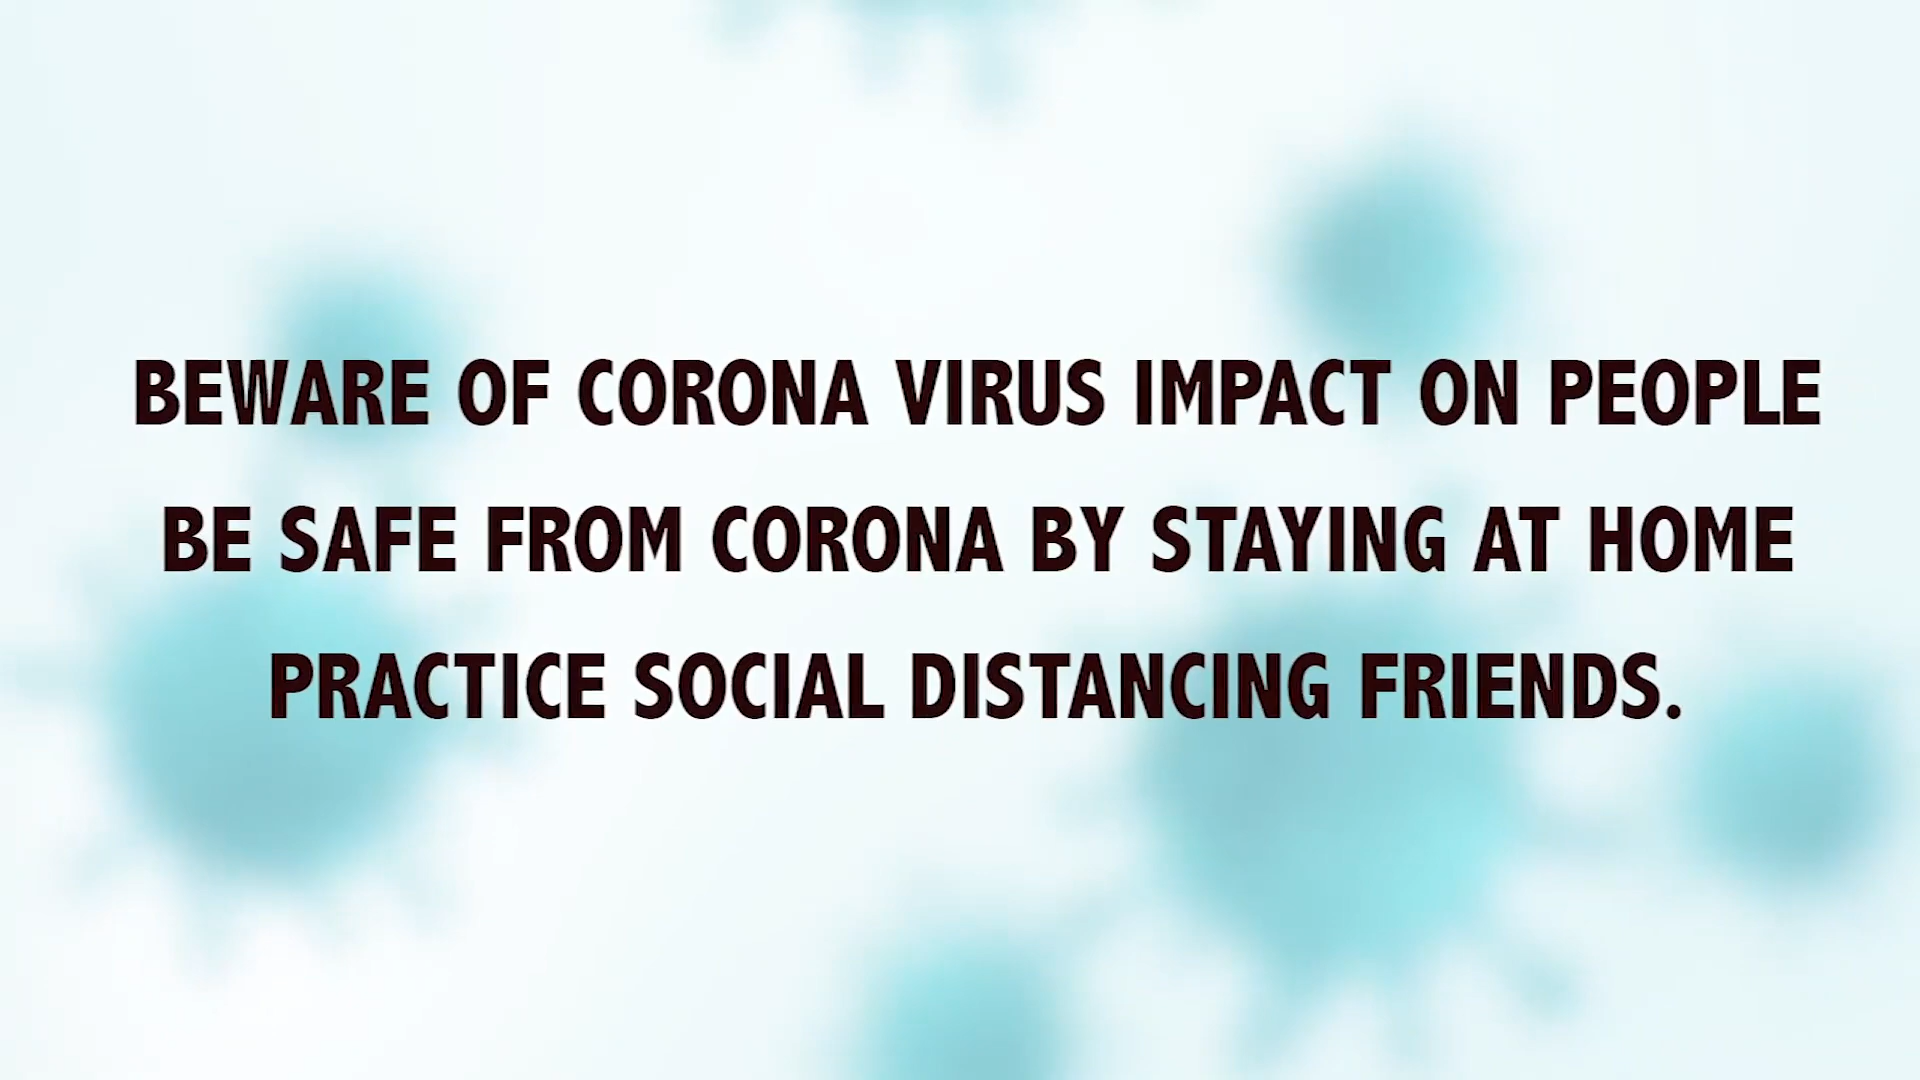 BEWARE OF CORONA VIRUS IMPACT ON PEOPLE
BE SAFE FROM CORONA BY STAYING AT HOME
PRACTICE SOCIAL DISTANCING FRIENDS.